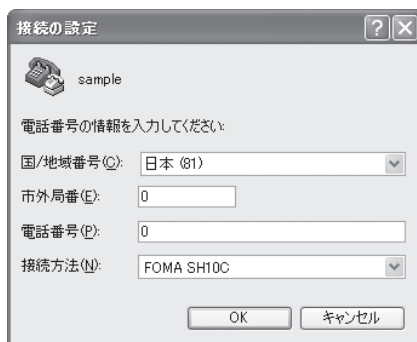 接続の設定
sample
電話番号の情報を入力してください:
国/地域番号(C): 日本 (81)
市外局番(E): 0
電話番号(P): 0
接続方法(N): FOMA SH10C
OK キャンセル